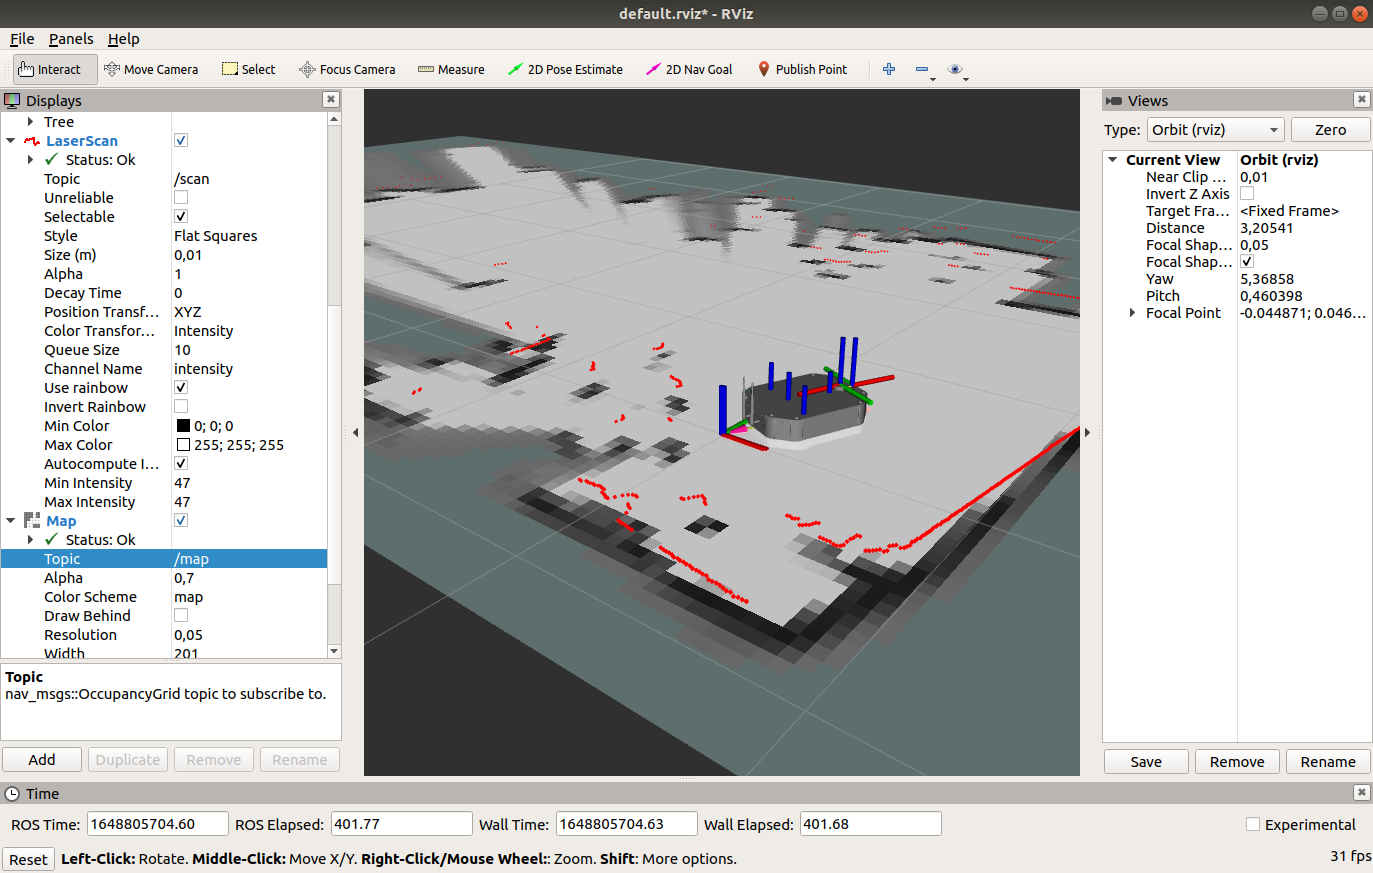 default.rviz* - RViz
File Panels Help
Interact Move Camera Select Focus Camera Measure 2D Pose Estimate 2D Nav Goal Publish Point
Displays
Tree
LaserScan
Status: Ok
Topic /scan
Unreliable
Selectable
Style Flat Squares
Size (m) 0,01
Alpha 1
Decay Time 0
Position Transf... XYZ
Color Transfor... Intensity
Queue Size 10
Channel Name intensity
Use rainbow
Invert Rainbow
Min Color 0; 0; 0
Max Color 255; 255; 255
Autocompute I...
Min Intensity 47
Max Intensity 47
Map
Status: Ok
Topic /map
Alpha 0,7
Color Scheme map
Draw Behind
Resolution 0,05
Width 201
Topic
nav_msgs::OccupancyGrid topic to subscribe to.
Add Duplicate Remove Rename
Views
Type: Orbit (rviz) Zero
Current View Orbit (rviz)
Near Clip ... 0,01
Invert Z Axis
Target Fra... <Fixed Frame>
Distance 3,20541
Focal Shap... 0,05
Focal Shap...
Yaw 5,36858
Pitch 0,460398
Focal Point -0.044871; 0.046...
Save Remove Rename
Time
ROS Time: 1648805704.60 ROS Elapsed: 401.77 Wall Time: 1648805704.63 Wall Elapsed: 401.68 Experimental
Reset Left-Click: Rotate. Middle-Click: Move X/Y. Right-Click/Mouse Wheel:: Zoom. Shift: More options. 31 fps